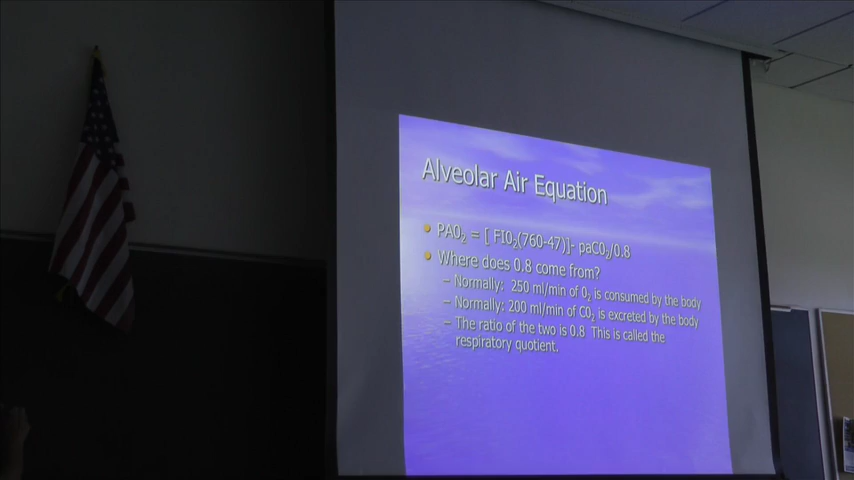 Alveolar Air Equation
• PA0₂ = [ FI0₂(760-47)]- paC0₂/0.8
• Where does 0.8 come from?
– Normally: 250 ml/min of 0₂ is consumed by the body
– Normally: 200 ml/min of CO₂ is excreted by the body
– The ratio of the two is 0.8 This is called the
respiratory quotient.